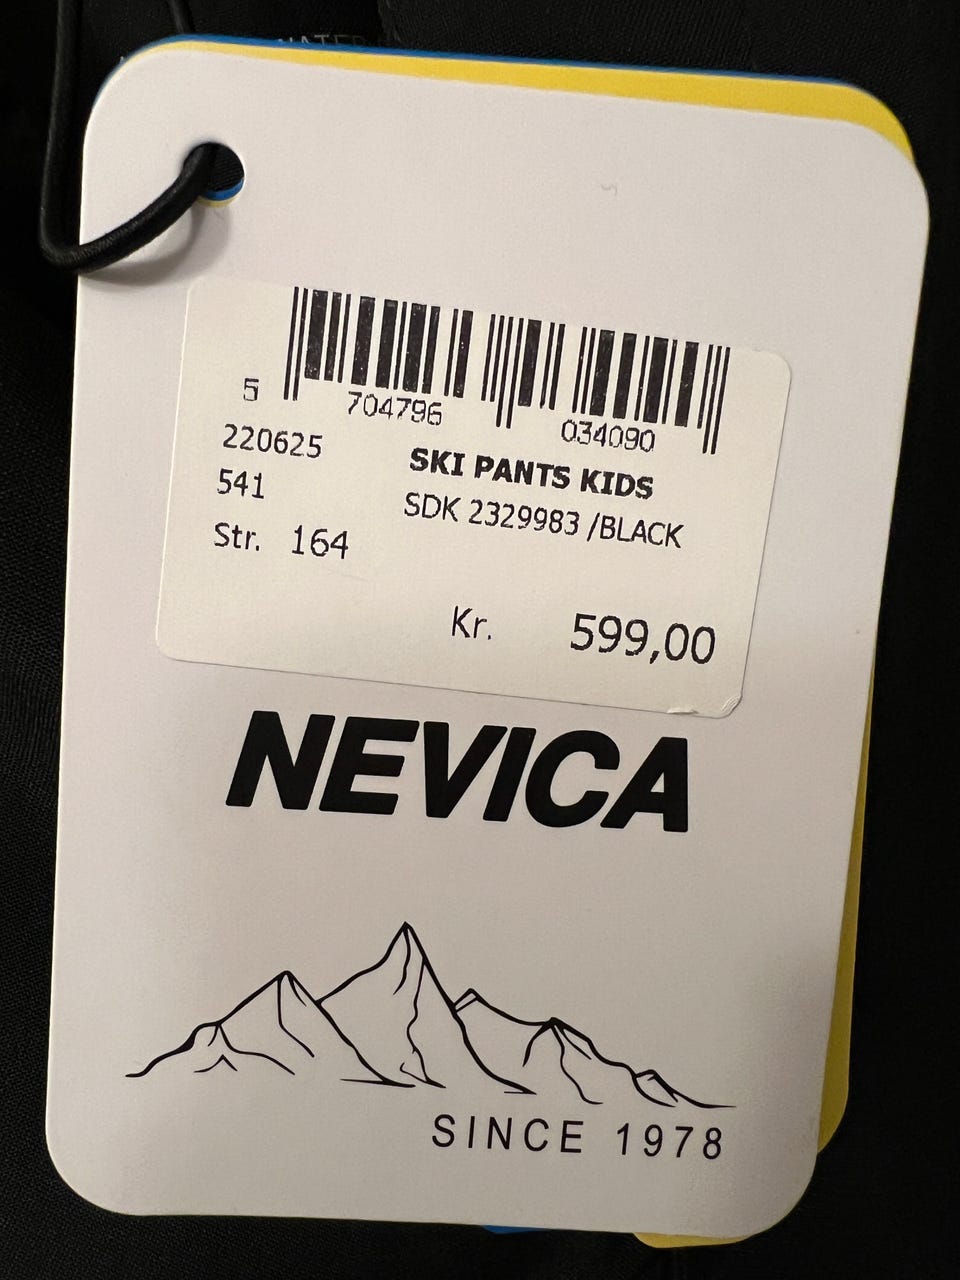 5 704796 034090
220625 SKI PANTS KIDS
541 SDK 2329983 /BLACK
Str. 164
Kr. 599,00
NEVICA
SINCE 1978